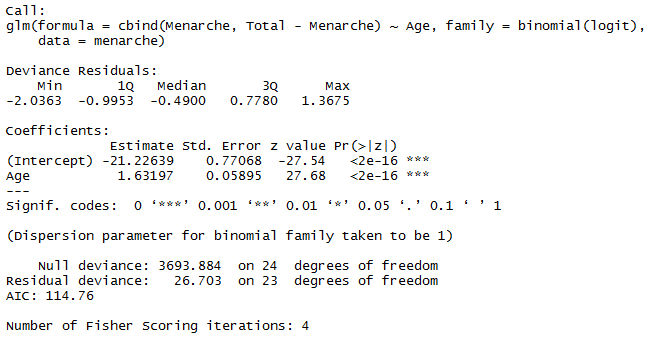 Call:
glm(formula = cbind(Menarche, Total - Menarche) ~ Age, family = binomial(logit),
    data = menarche)
Deviance Residuals:
    Min       1Q   Median       3Q      Max
-2.0363  -0.9953  -0.4900   0.7780   1.3675
Coefficients:
             Estimate Std. Error z value Pr(>|z|)
(Intercept) -21.22639    0.77068  -27.54   <2e-16 ***
Age           1.63197    0.05895   27.68   <2e-16 ***
---
Signif. codes:  0 ‘***’ 0.001 ‘**’ 0.01 ‘*’ 0.05 ‘.’ 0.1 ‘ ’ 1
(Dispersion parameter for binomial family taken to be 1)
    Null deviance: 3693.884  on 24  degrees of freedom
Residual deviance:   26.703  on 23  degrees of freedom
AIC: 114.76
Number of Fisher Scoring iterations: 4